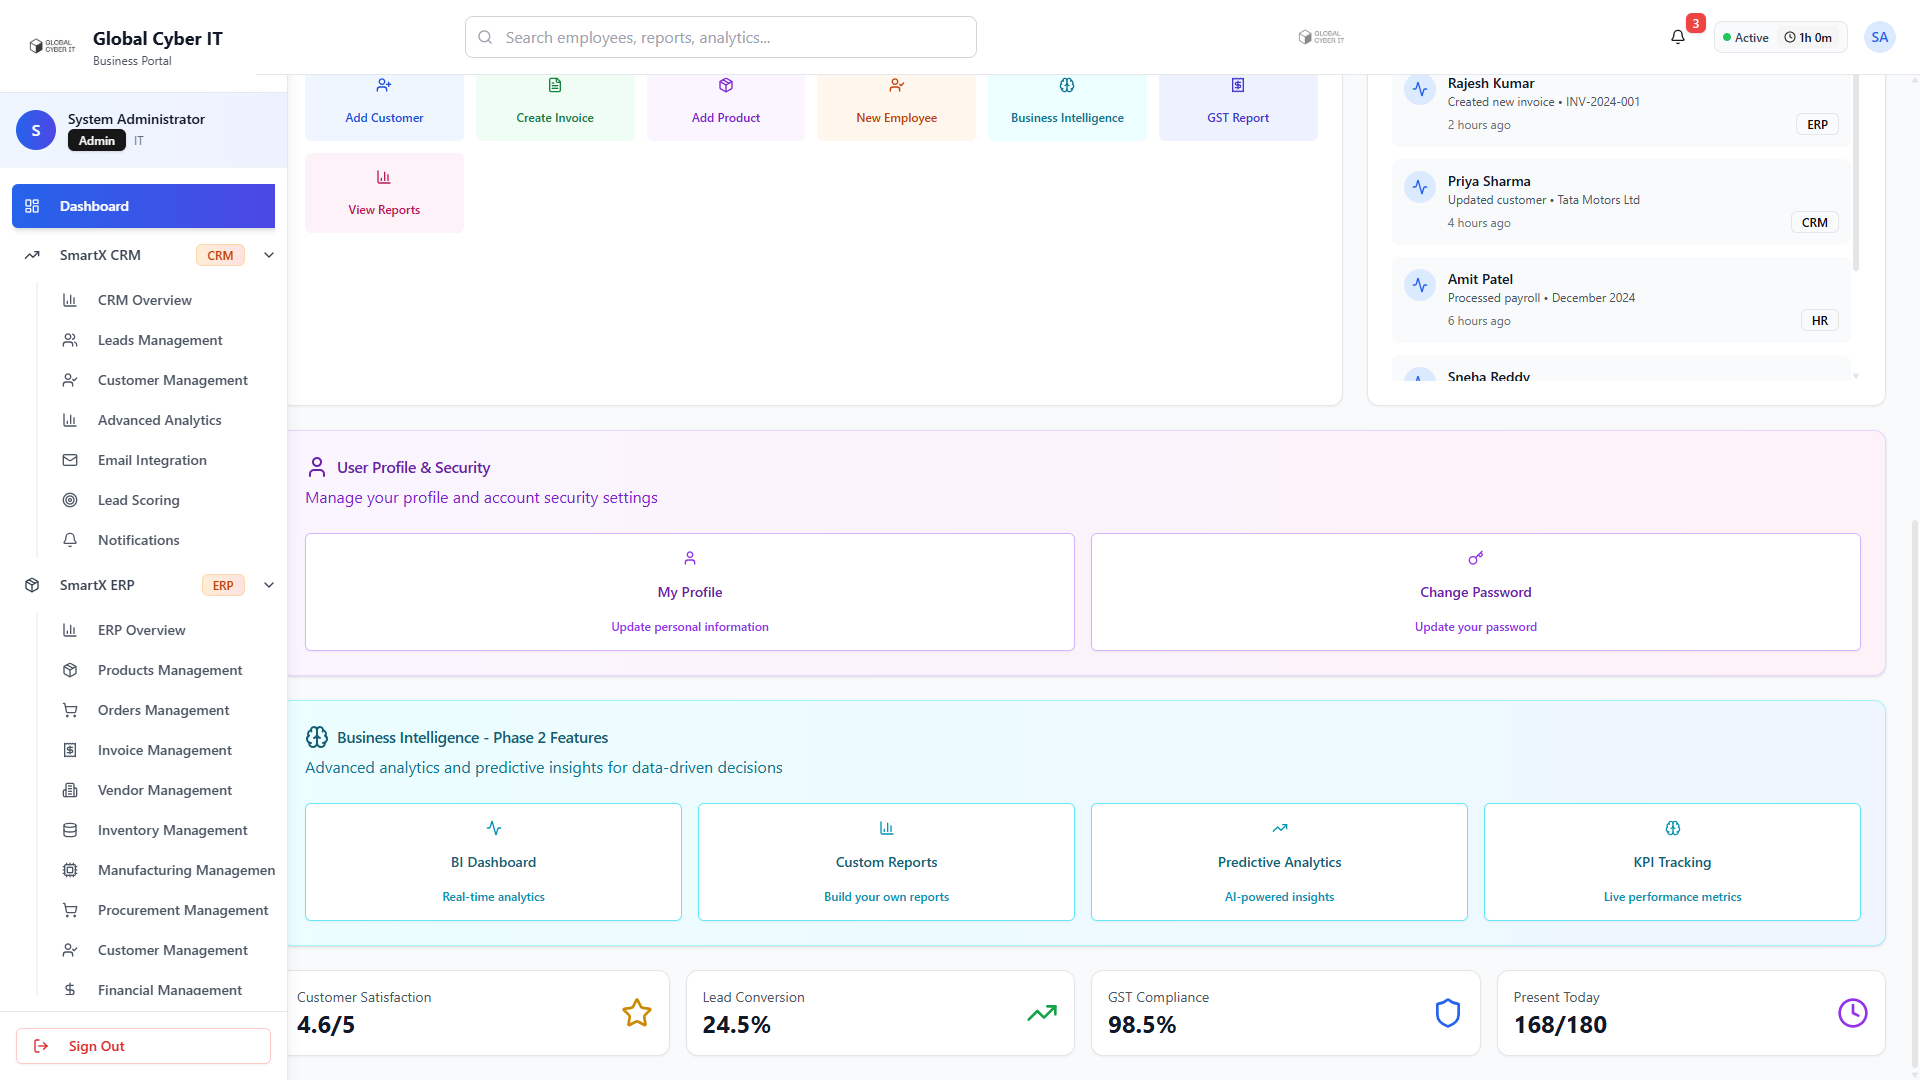 GLOBAL
CYBER IT
Global Cyber IT
Business Portal
Search employees, reports, analytics...
GLOBAL
CYBER IT
3
Active
1h 0m
SA
S
System Administrator
Admin
IT
Dashboard
SmartX CRM
CRM
CRM Overview
Leads Management
Customer Management
Advanced Analytics
Email Integration
Lead Scoring
Notifications
SmartX ERP
ERP
ERP Overview
Products Management
Orders Management
Invoice Management
Vendor Management
Inventory Management
Manufacturing Managemen
Procurement Management
Customer Management
Financial Management
Sign Out
Add Customer
Create Invoice
Add Product
New Employee
Business Intelligence
GST Report
View Reports
Rajesh Kumar
Created new invoice • INV-2024-001
2 hours ago
ERP
Priya Sharma
Updated customer • Tata Motors Ltd
4 hours ago
CRM
Amit Patel
Processed payroll • December 2024
6 hours ago
HR
Sneha Reddy
User Profile & Security
Manage your profile and account security settings
My Profile
Update personal information
Change Password
Update your password
Business Intelligence - Phase 2 Features
Advanced analytics and predictive insights for data-driven decisions
BI Dashboard
Real-time analytics
Custom Reports
Build your own reports
Predictive Analytics
AI-powered insights
KPI Tracking
Live performance metrics
Customer Satisfaction
4.6/5
Lead Conversion
24.5%
GST Compliance
98.5%
Present Today
168/180